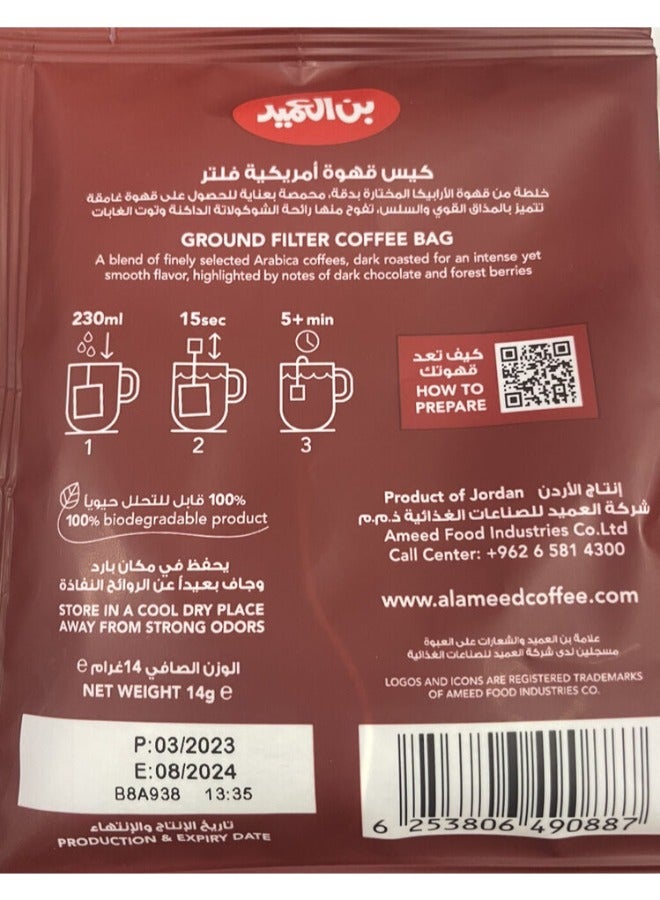 بن العميد
كيس قهوة أمريكية فلتر
خلطة من قهوة الأرابيكا المختارة بدقة، محمصة بعناية للحصول على قهوة غامقة
تتميز بالمذاق القوي والسلس، تفوح منها رائحة الشوكولاتة الداكنة وتوت الغابات
GROUND FILTER COFFEE BAG
A blend of finely selected Arabica coffees, dark roasted for an intense yet
smooth flavor, highlighted by notes of dark chocolate and forest berries
230ml 15sec 5+min
1 2 3
كيف تعد
قهوتك
HOW TO
PREPARE
100% قابل للتحلل حيوياً
100% biodegradable product
يحفظ في مكان بارد
وجاف بعيداً عن الروائح النفاذة
STORE IN A COOL DRY PLACE
AWAY FROM STRONG ODORS
الوزن الصافي 14غرام e
NET WEIGHT 14g e
Product of Jordan إنتاج الأردن
شركة العميد للصناعات الغذائية ذ.م.م
Ameed Food Industries Co.Ltd
Call Center: +962 6 581 4300
www.alameedcoffee.com
علامة بن العميد والشعارات على العبوة
مسجلين لدى شركة العميد للصناعات الغذائية
LOGOS AND ICONS ARE REGISTERED TRADEMARKS
OF AMEED FOOD INDUSTRIES CO.
P:03/2023
E:08/2024
B8A938 13:35
تاريخ الإنتاج والإنتهاء
PRODUCTION & EXPIRY DATE
6 253806 490887